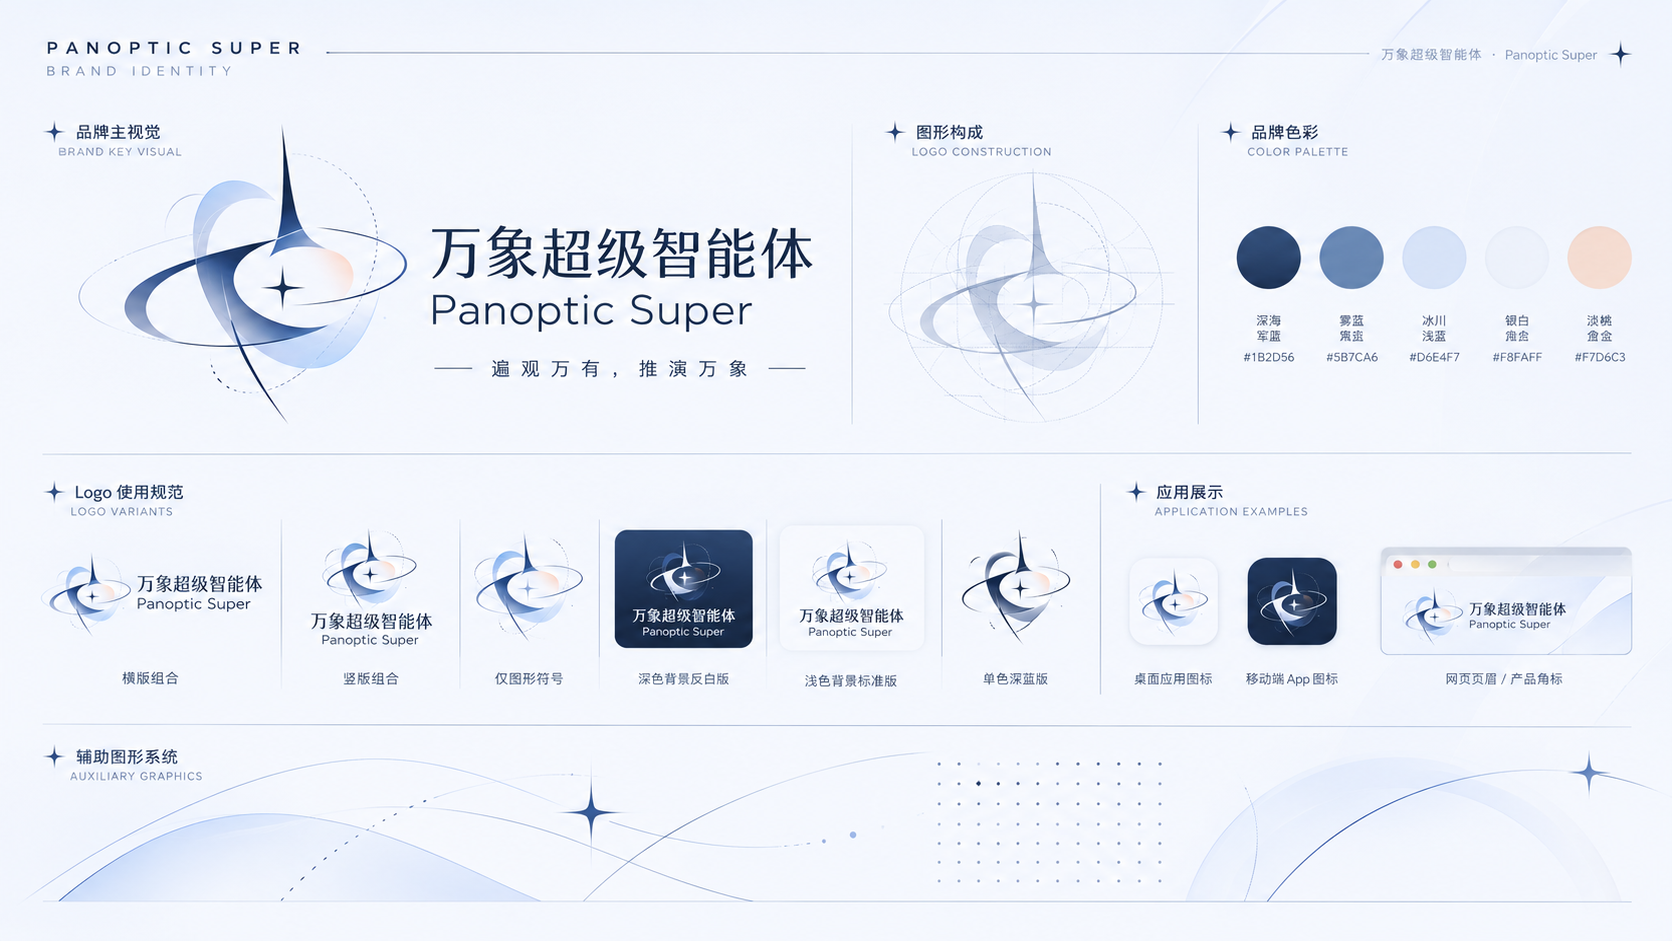 PANOPTIC SUPER
BRAND IDENTITY
万象超级智能体 · Panoptic Super
品牌主视觉
BRAND KEY VISUAL
万象超级智能体
Panoptic Super
遍观万有，推演万象
图形构成
LOGO CONSTRUCTION
品牌色彩
COLOR PALETTE
深海
#1B2D56
雾蓝
#5B7CA6
冰川
浅蓝
#D6E4F7
银白
#F8FAFF
淡桃
#F7D6C3
Logo 使用规范
LOGO VARIANTS
万象超级智能体
Panoptic Super
横版组合
万象超级智能体
Panoptic Super
竖版组合
仅图形符号
万象超级智能体
Panoptic Super
深色背景反白版
万象超级智能体
Panoptic Super
浅色背景标准版
单色深蓝版
应用展示
APPLICATION EXAMPLES
桌面应用图标
移动端 App 图标
万象超级智能体
Panoptic Super
网页页眉 / 产品角标
辅助图形系统
AUXILIARY GRAPHICS